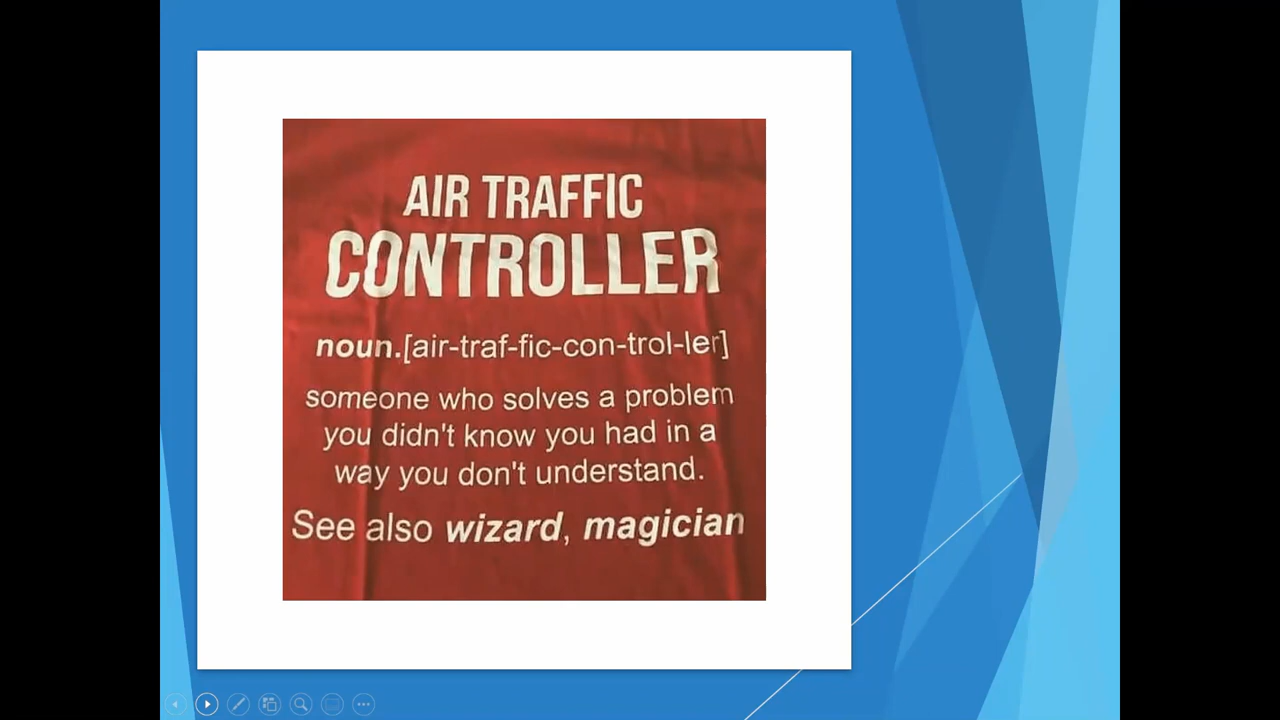 AIR TRAFFIC
CONTROLLER
noun.[air-traf-fic-con-trol-ler]
someone who solves a problem
you didn't know you had in a
way you don't understand.
See also wizard, magician